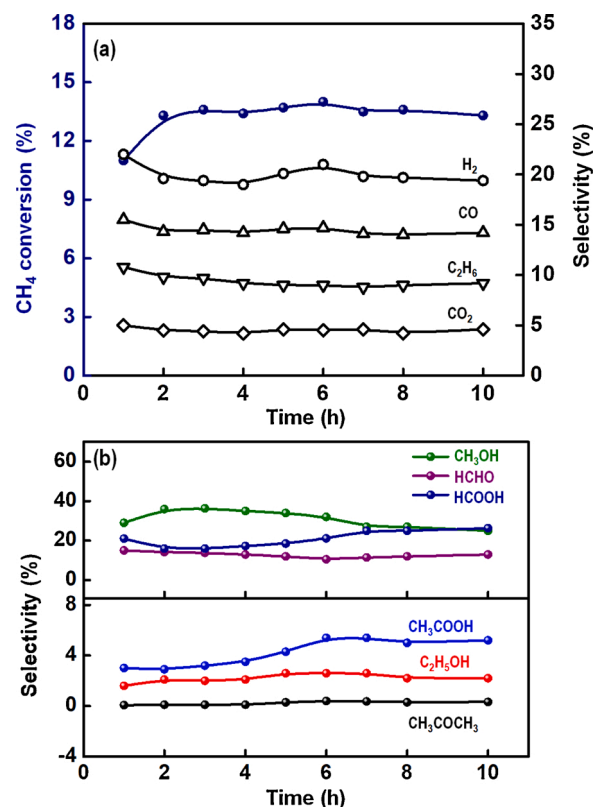 (a)
18
15
12
9
6
3
0
CH₄ conversion (%)
35
30
25
20
15
10
5
0
Selectivity (%)
H₂
CO
C₂H₆
CO₂
0 2 4 6 8 10
Time (h)
(b)
60
40
20
0
8
4
0
-4
Selectivity (%)
CH₃OH
HCHO
HCOOH
CH₃COOH
C₂H₅OH
CH₃COCH₃
0 2 4 6 8 10
Time (h)